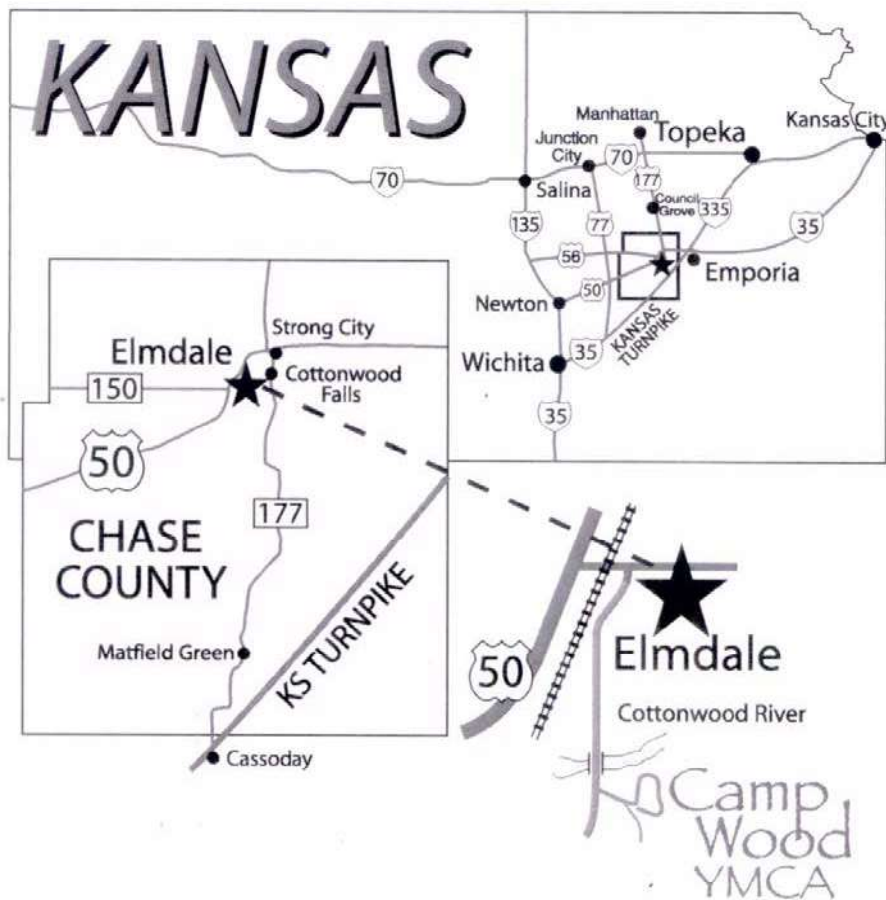 KANSAS
Manhattan
Topeka
Kansas City
Junction
City
70
70
Salina
177
Council
Grove
335
135
77
35
56
Emporia
50
Newton
KANSAS
TURNPIKE
Wichita
35
35
Strong City
Elmdale
Cottonwood
Falls
150
50
177
CHASE
COUNTY
Matfield Green
KS TURNPIKE
Cassoday
50
Elmdale
Cottonwood River
Camp
Wood
YMCA